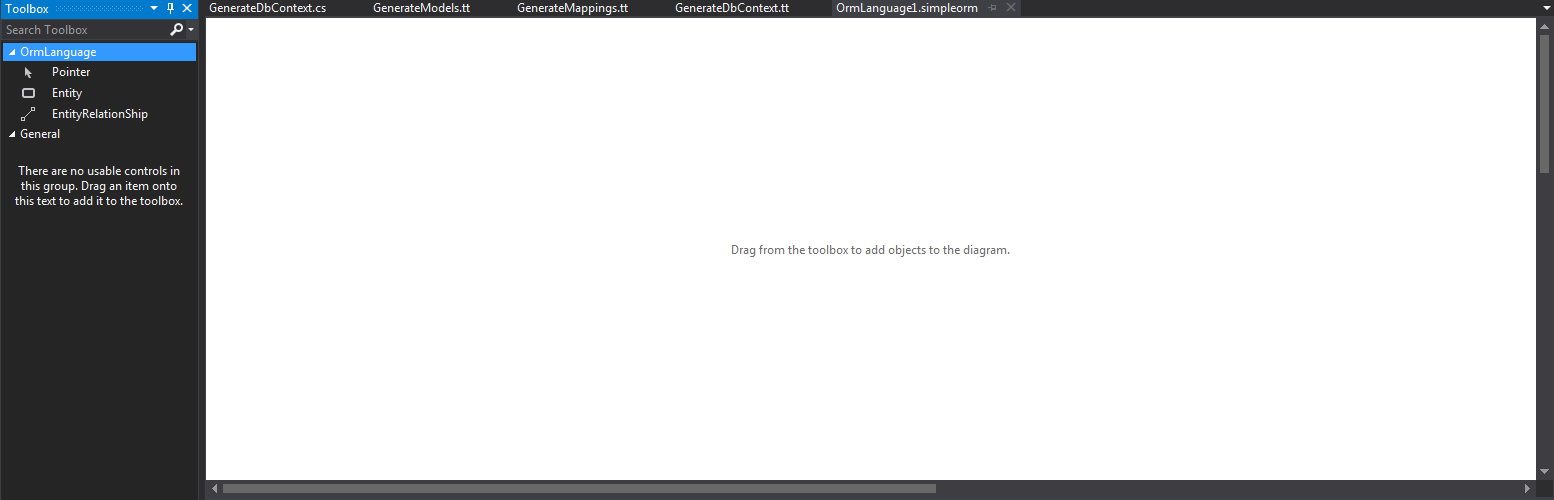 Toolbox
GenerateDbContext.cs GenerateModels.tt GenerateMappings.tt GenerateDbContext.tt OrmLanguage1.simpleorm
Search Toolbox
OrmLanguage
Pointer
Entity
EntityRelationShip
General
There are no usable controls in
this group. Drag an item onto
this text to add it to the toolbox.
Drag from the toolbox to add objects to the diagram.